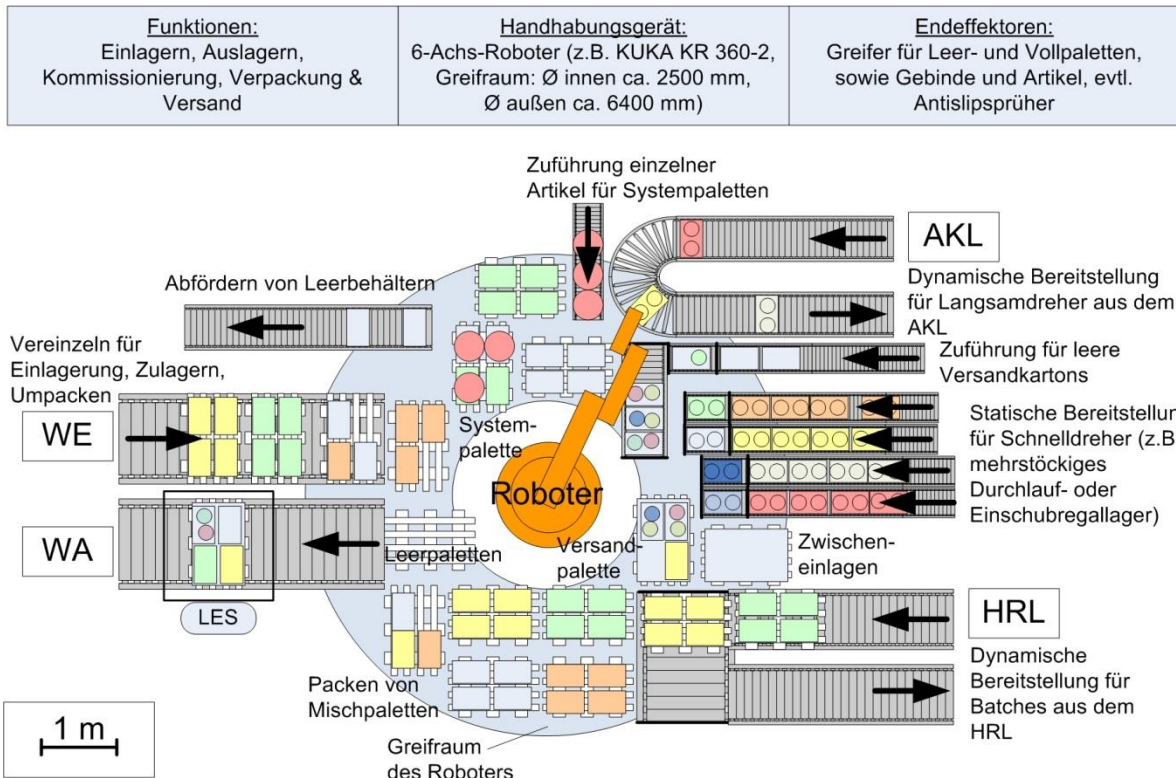 Funktionen:
Einlagern, Auslagern,
Kommissionierung, Verpackung &
Versand
Handhabungsgerät:
6-Achs-Roboter (z.B. KUKA KR 360-2,
Greifraum: Ø innen ca. 2500 mm,
Ø außen ca. 6400 mm)
Endeffektoren:
Greifer für Leer- und Vollpaletten,
sowie Gebinde und Artikel, evtl.
Antislipsprüher
Zuführung einzelner
Artikel für Systempaletten
AKL
Dynamische Bereitstellung
für Langsamdreher aus dem
AKL
Abfördern von Leerbehältern
Vereinzeln für
Einlagerung, Zulagern,
Umpacken
WE
Zuführung für leere
Versandkartons
System-
palette
Statische Bereitstellun
für Schnelldreher (z.B
mehrstöckiges
Durchlauf- oder
Einschubregallager)
Roboter
WA
Leerpaletten
Versand-
palette
Zwischen-
einlagen
LES
HRL
Dynamische
Bereitstellung für
Batches aus dem
HRL
Packen von
Mischpaletten
Greifraum
des Roboters
1 m